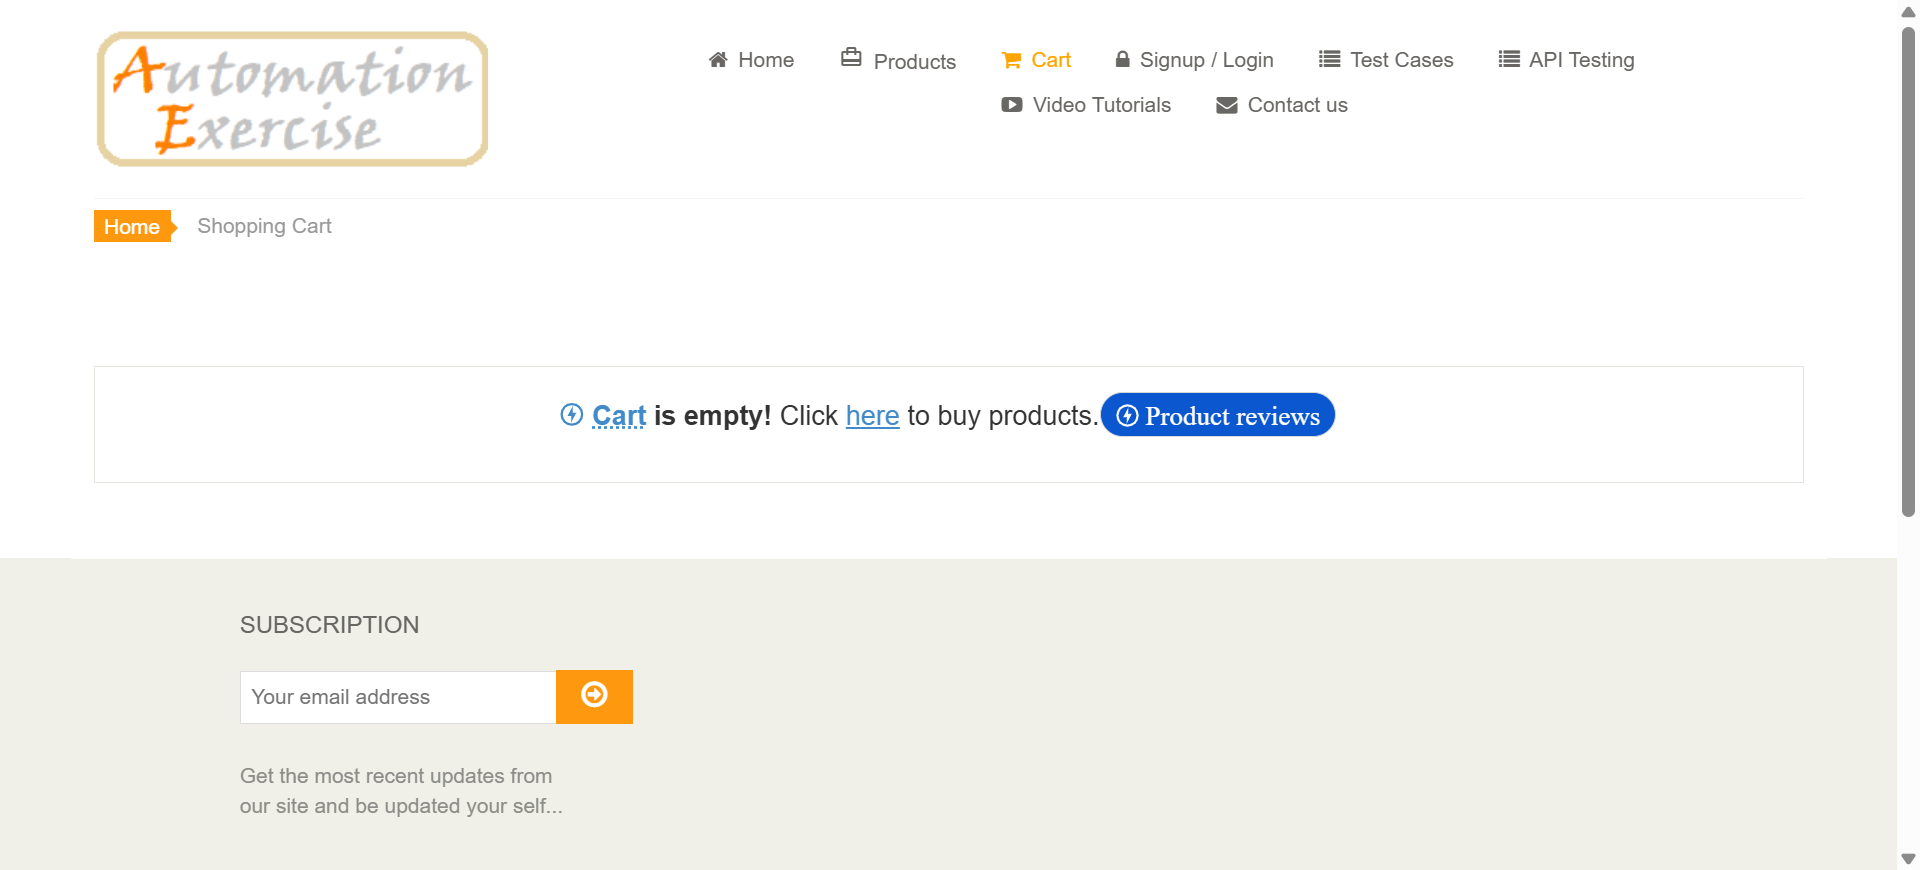 Automation
Exercise
Home
Products
Cart
Signup / Login
Test Cases
API Testing
Video Tutorials
Contact us
Home
Shopping Cart
Cart is empty! Click here to buy products. Product reviews
SUBSCRIPTION
Your email address
Get the most recent updates from
our site and be updated your self...